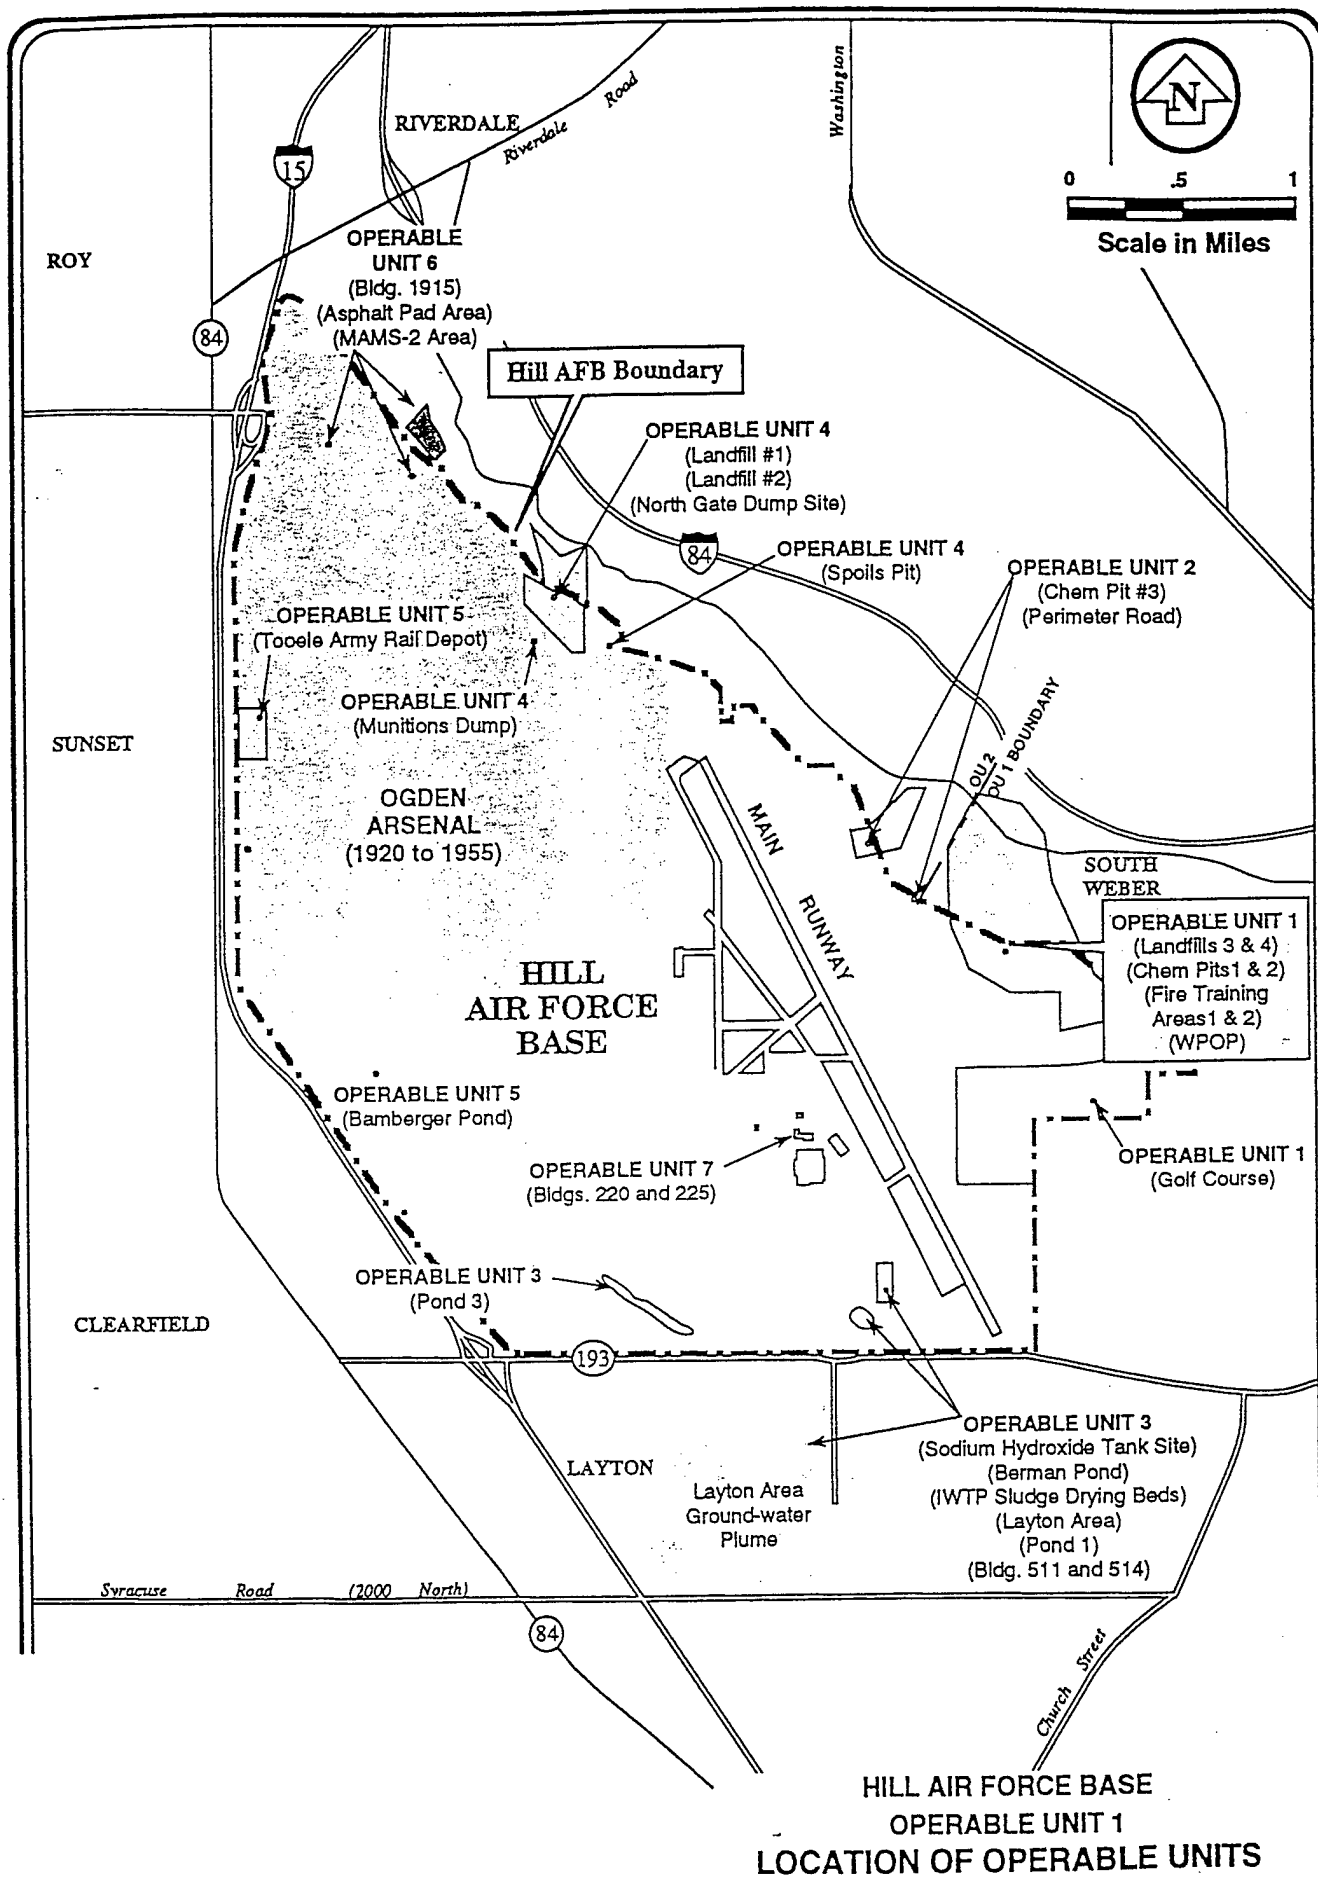 Washington
N
0 .5 1
Scale in Miles
RIVERDALE
Riverdale Road
15
ROY
84
OPERABLE
UNIT 6
(Bldg. 1915)
(Asphalt Pad Area)
(MAMS-2 Area)
Hill AFB Boundary
OPERABLE UNIT 4
(Landfill #1)
(Landfill #2)
(North Gate Dump Site)
84
OPERABLE UNIT 4
(Spoils Pit)
OPERABLE UNIT 2
(Chem Pit #3)
(Perimeter Road)
OPERABLE UNIT 5
(Tooele Army Rail Depot)
OPERABLE UNIT 4
(Munitions Dump)
SUNSET
OU 2
OU 1 BOUNDARY
OGDEN
ARSENAL
(1920 to 1955)
MAIN RUNWAY
SOUTH
WEBER
OPERABLE UNIT 1
(Landfills 3 & 4)
(Chem Pits1 & 2)
(Fire Training
Areas1 & 2)
(WPOP)
HILL
AIR FORCE
BASE
OPERABLE UNIT 5
(Bamberger Pond)
OPERABLE UNIT 7
(Bldgs. 220 and 225)
OPERABLE UNIT 1
(Golf Course)
OPERABLE UNIT 3
(Pond 3)
CLEARFIELD
193
LAYTON
Layton Area
Ground-water
Plume
OPERABLE UNIT 3
(Sodium Hydroxide Tank Site)
(Berman Pond)
(IWTP Sludge Drying Beds)
(Layton Area)
(Pond 1)
(Bldg. 511 and 514)
Syracuse Road (2000 North)
84
Church Street
HILL AIR FORCE BASE
OPERABLE UNIT 1
LOCATION OF OPERABLE UNITS